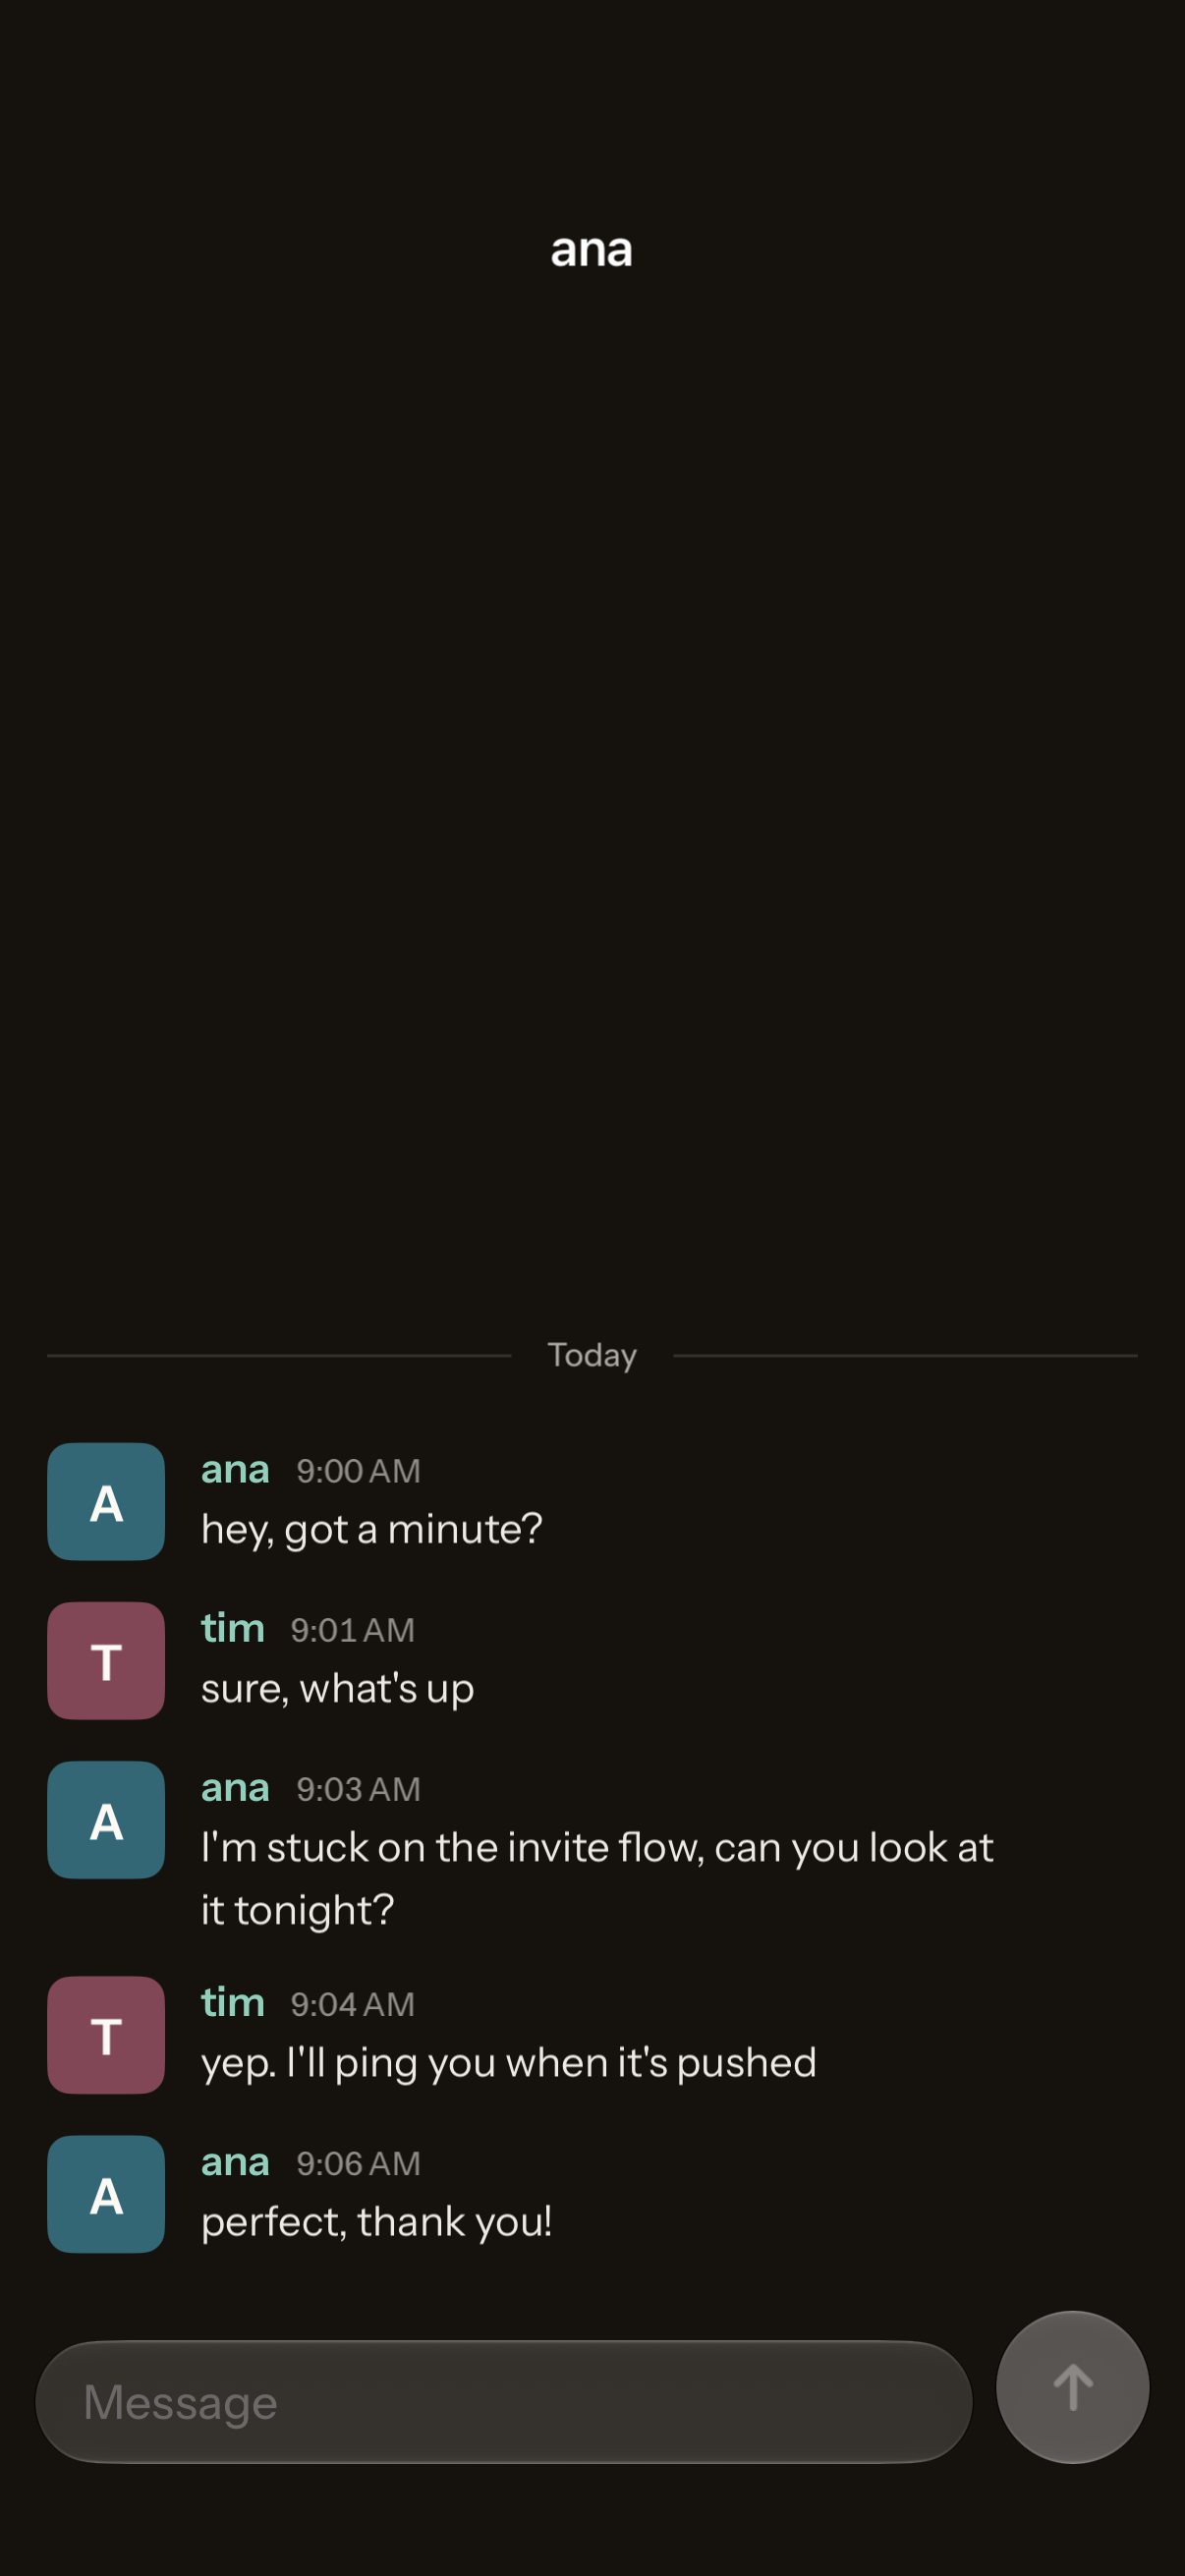 ana
Today
A
ana 9:00 AM
hey, got a minute?
T
tim 9:01 AM
sure, what's up
A
ana 9:03 AM
I'm stuck on the invite flow, can you look at
it tonight?
T
tim 9:04 AM
yep. I'll ping you when it's pushed
A
ana 9:06 AM
perfect, thank you!
Message